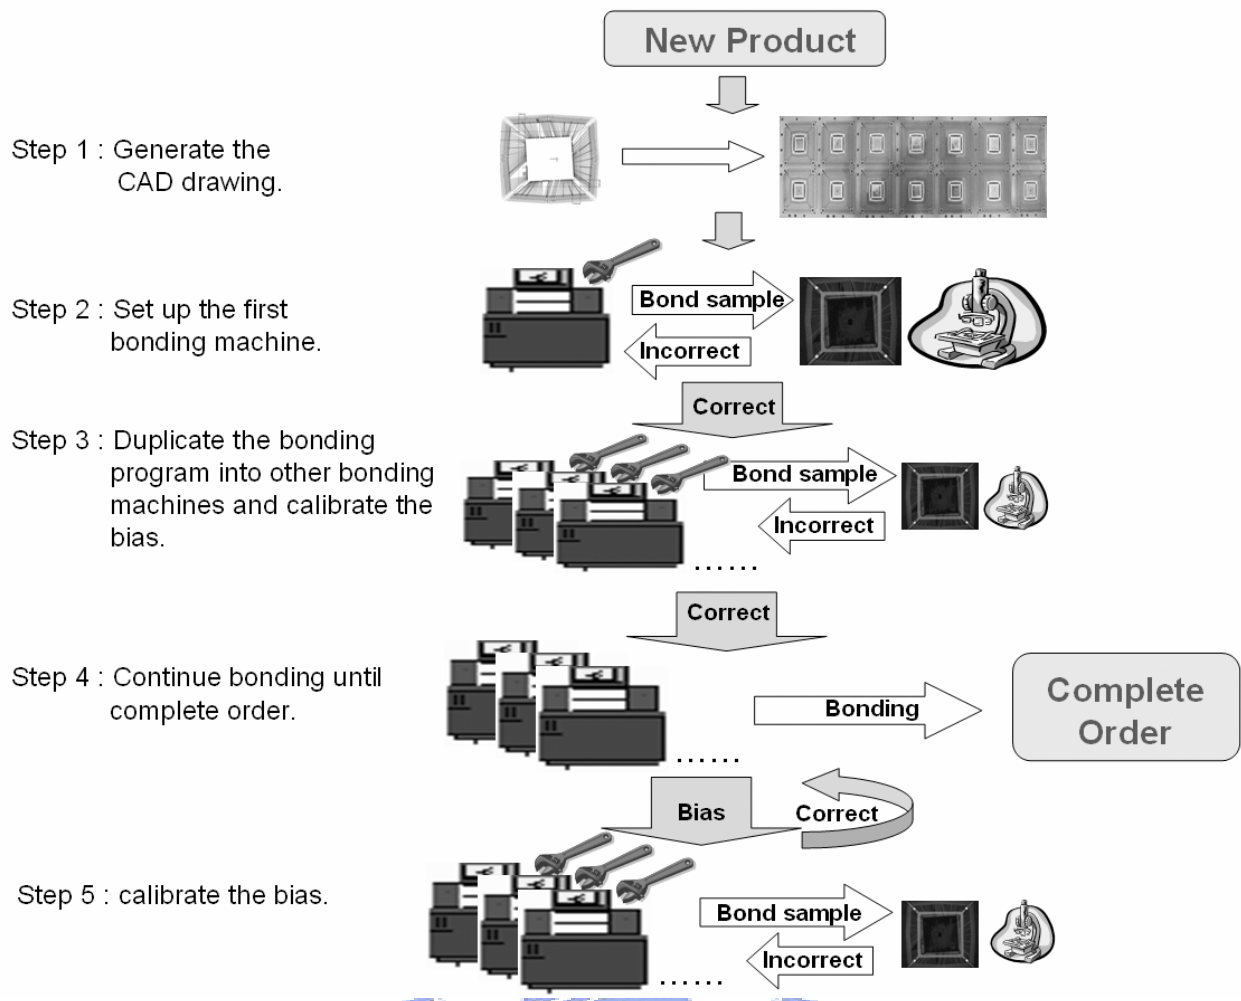 New Product
Step 1 : Generate the
CAD drawing.
Step 2 : Set up the first
bonding machine.
Bond sample
Incorrect
Correct
Step 3 : Duplicate the bonding
program into other bonding
machines and calibrate the
bias.
Bond sample
Incorrect
......
Correct
Step 4 : Continue bonding until
complete order.
Bonding
Complete
Order
......
Bias
Correct
Step 5 : calibrate the bias.
Bond sample
Incorrect
......